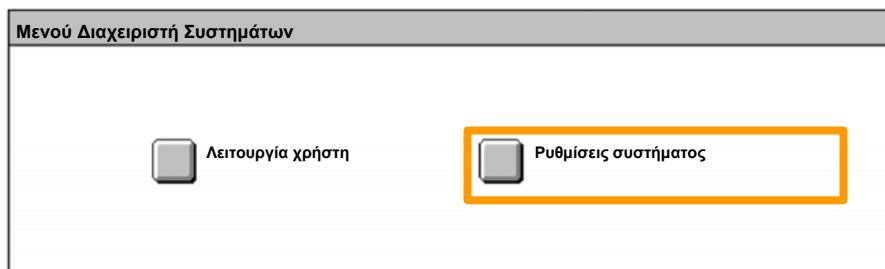 Μενού Διαχειριστή Συστημάτων
Λειτουργία χρήστη
Ρυθμίσεις συστήματος